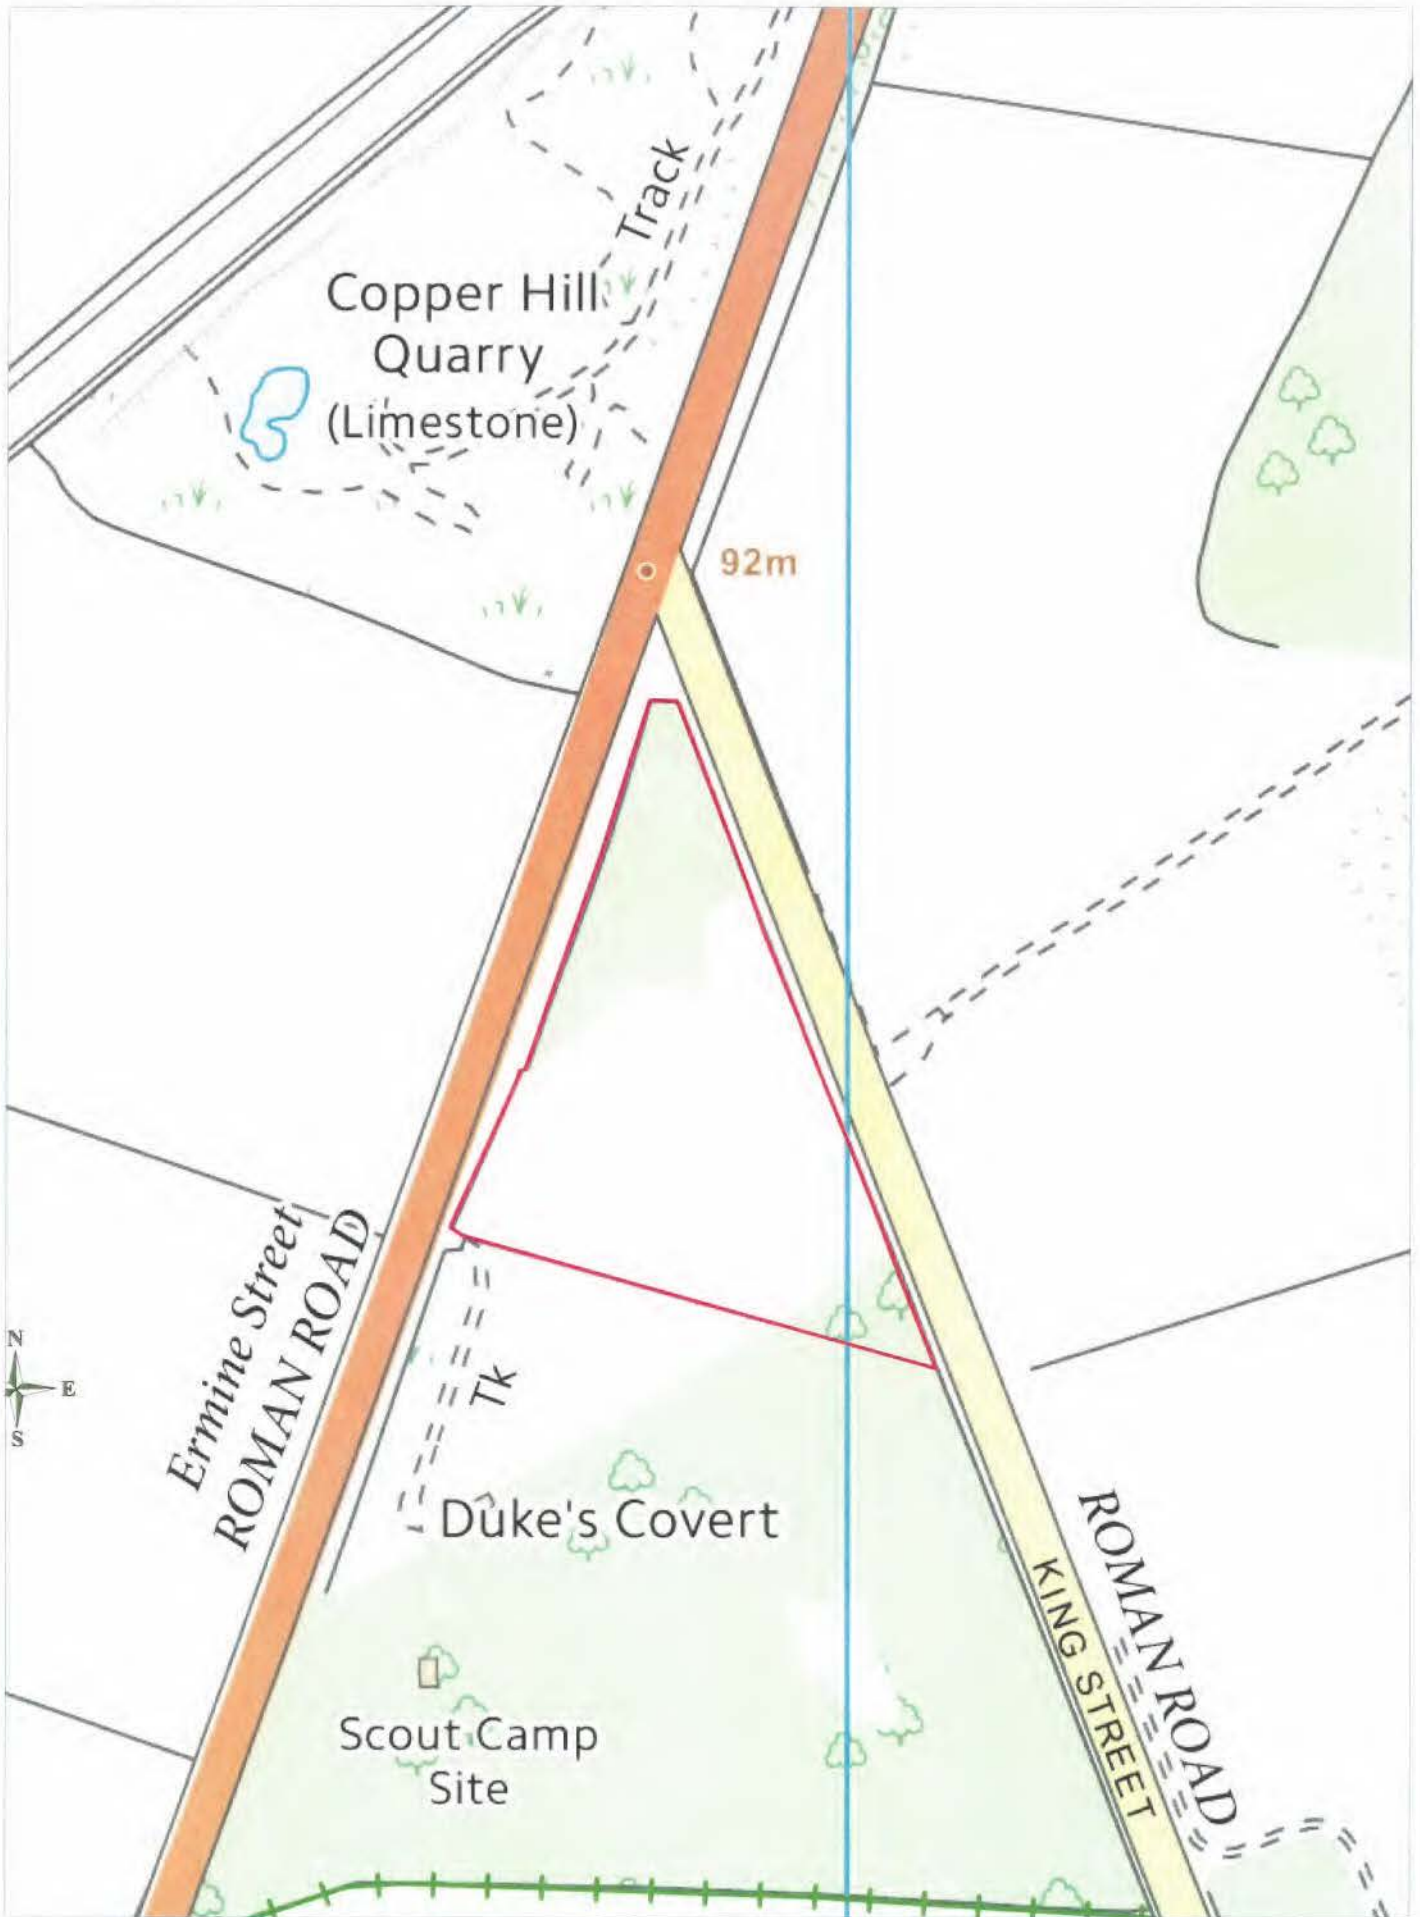 Track
Copper Hill
Quarry
(Limestone)
92m
Ermine Street
ROMAN ROAD
N
E
S
Tk
Duke's Covert
ROMAN ROAD
KING STREET
Scout Camp
Site